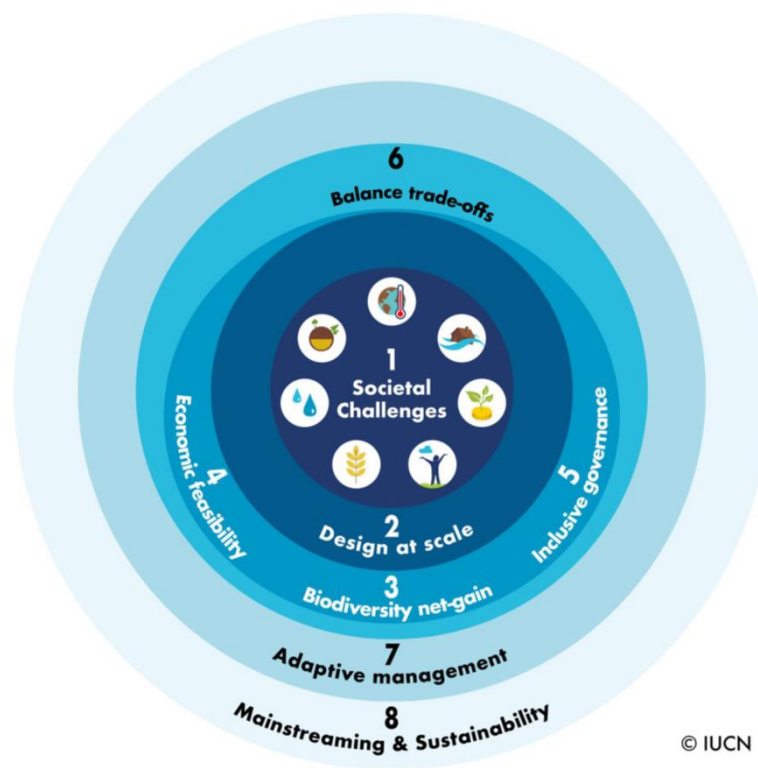 6
Balance trade-offs
1
Societal
Challenges
4
Economic feasibility
5
Inclusive governance
2
Design at scale
3
Biodiversity net-gain
7
Adaptive management
8
Mainstreaming & Sustainability
© IUCN